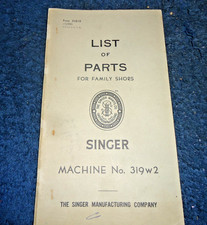 LIST
OF
PARTS
FOR FAMILY SHOPS
SINGER
MACHINE No. 319w2
THE SINGER MANUFACTURING COMPANY